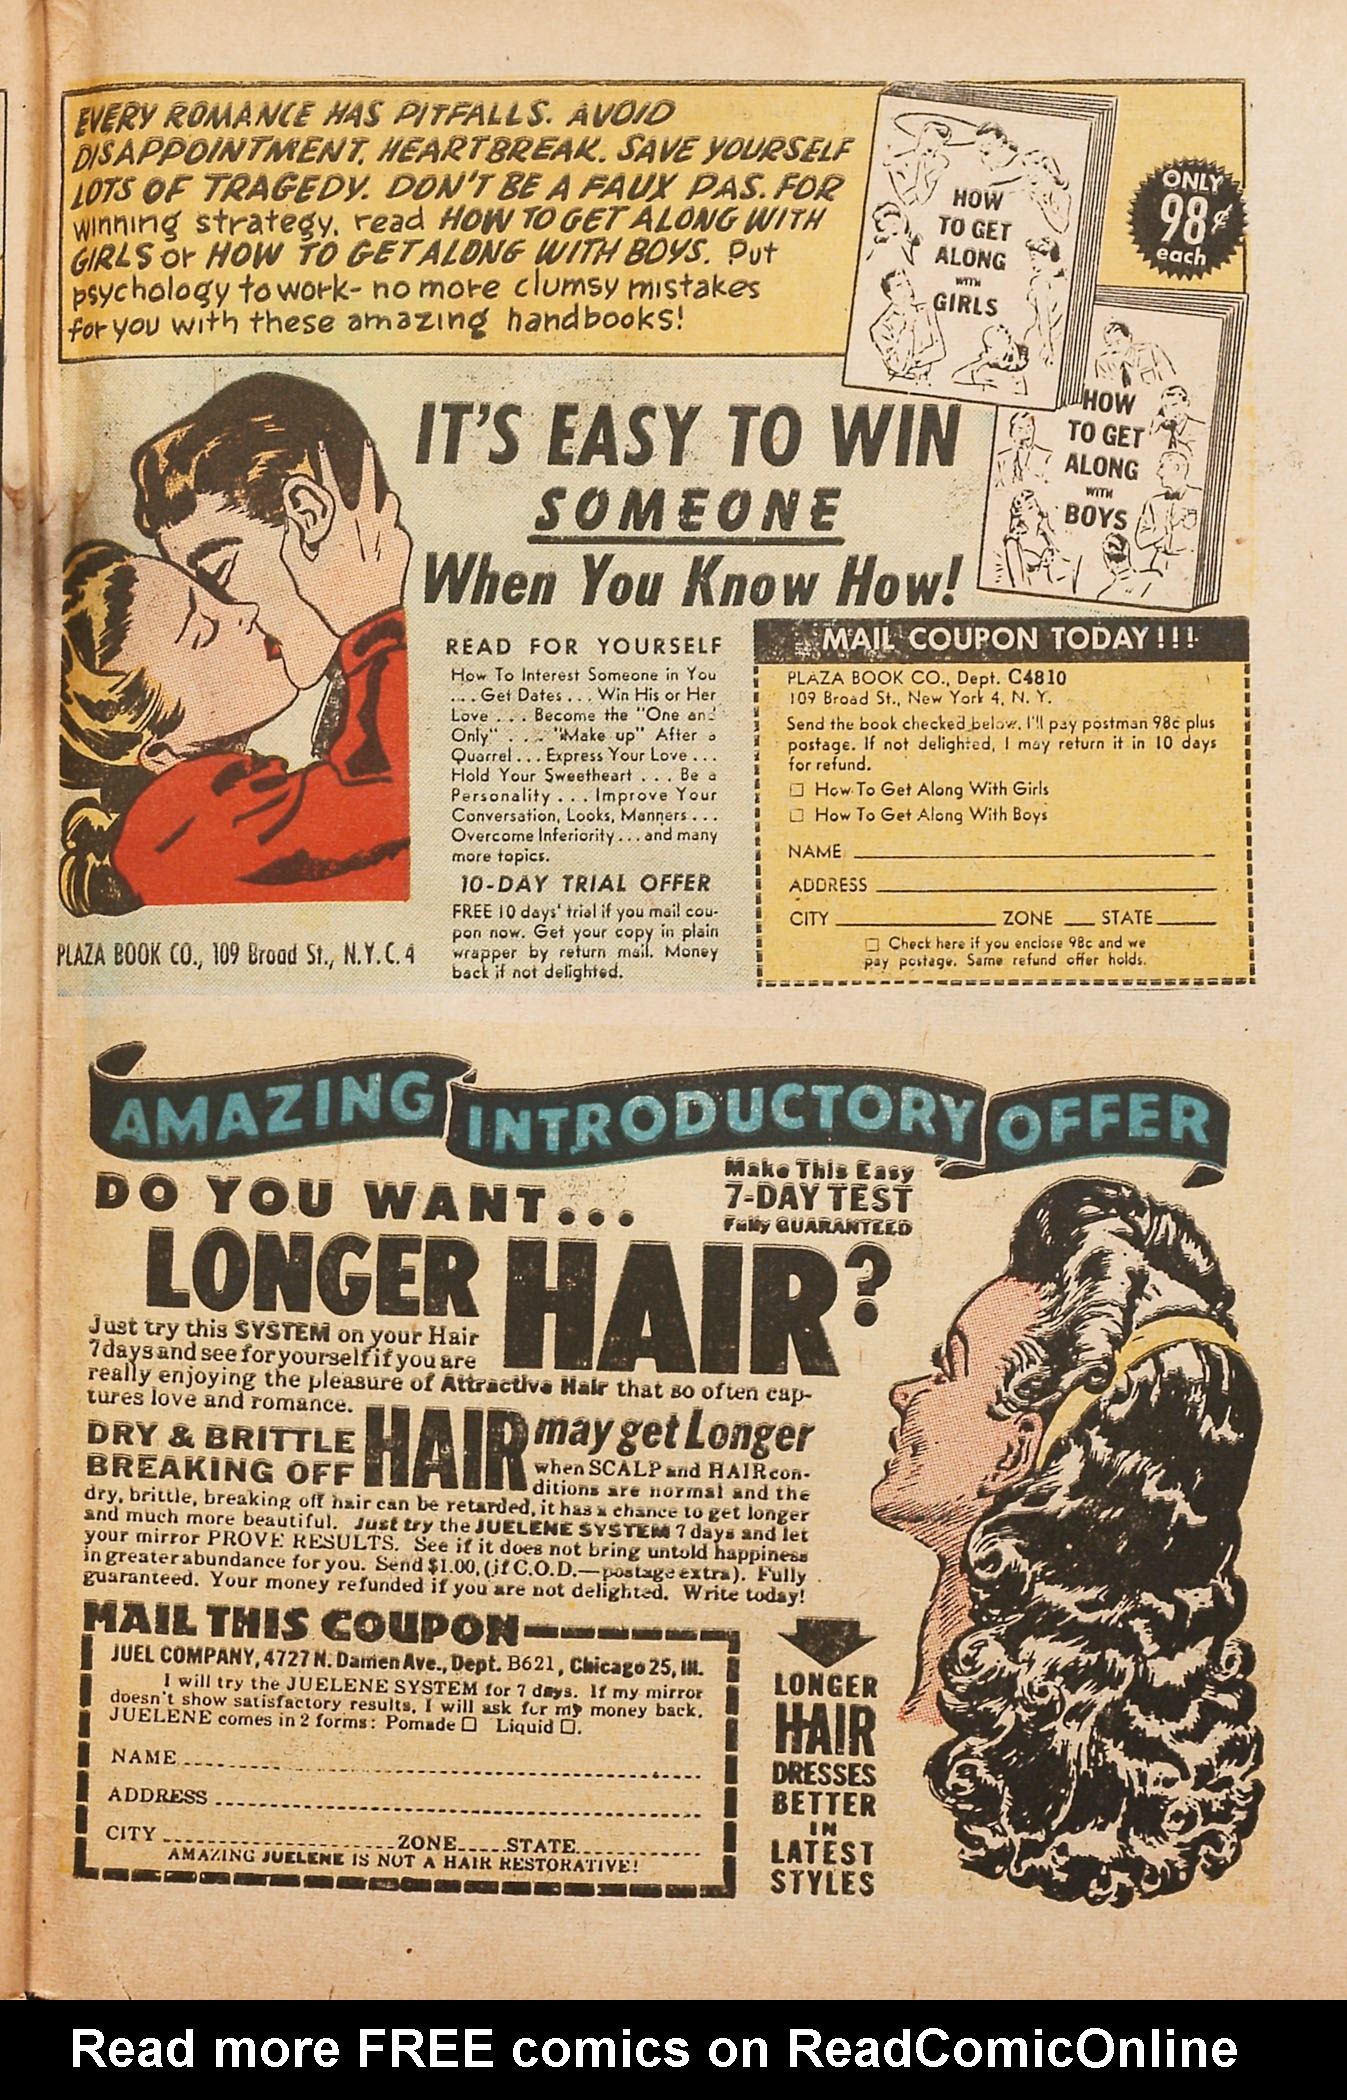 EVERY ROMANCE HAS PITFALLS. AVOID
DISAPPOINTMENT, HEARTBREAK. SAVE YOURSELF
LOTS OF TRAGEDY. DON'T BE A FAUX PAS. FOR
winning strategy, read HOW TO GET ALONG WITH
GIRLS or HOW TO GET ALONG WITH BOYS. Put
psychology to work- no more clumsy mistakes
for you with these amazing handbooks!
HOW
TO GET
ALONG
WITH
GIRLS
ONLY
98¢
each
HOW
TO GET
ALONG
WITH
BOYS
IT'S EASY TO WIN
SOMEONE
When You Know How!
READ FOR YOURSELF
How To Interest Someone in You
... Get Dates ... Win His or Her
Love ... Become the "One and
Only" ... "Make up" After a
Quarrel ... Express Your Love ...
Hold Your Sweetheart ... Be a
Personality ... Improve Your
Conversation, Looks, Manners ...
Overcome Inferiority ... and many
more topics.
10-DAY TRIAL OFFER
FREE 10 days' trial if you mail cou-
pon now. Get your copy in plain
wrapper by return mail. Money
back if not delighted.
PLAZA BOOK CO., 109 Broad St., N.Y.C. 4
MAIL COUPON TODAY!!!
PLAZA BOOK CO., Dept. C4810
109 Broad St., New York 4, N. Y.
Send the book checked below. I'll pay postman 98c plus
postage. If not delighted, I may return it in 10 days
for refund.
☐ How To Get Along With Girls
☐ How To Get Along With Boys
NAME
ADDRESS
CITY ZONE STATE
☐ Check here if you enclose 98c and we
pay postage. Same refund offer holds.
AMAZING INTRODUCTORY OFFER
DO YOU WANT...
Make This Easy
7-DAY TEST
Fully GUARANTEED
LONGER HAIR?
Just try this SYSTEM on your Hair
7 days and see for yourself if you are
really enjoying the pleasure of Attractive Hair that so often cap-
tures love and romance.
DRY & BRITTLE
BREAKING OFF
HAIR may get Longer
when SCALP and HAIR con-
ditions are normal and the
dry, brittle, breaking off hair can be retarded, it has a chance to get longer
and much more beautiful. Just try the JUELENE SYSTEM 7 days and let
your mirror PROVE RESULTS. See if it does not bring untold happiness
in greater abundance for you. Send $1.00, (if C.O.D.—postage extra). Fully
guaranteed. Your money refunded if you are not delighted. Write today!
MAIL THIS COUPON
JUEL COMPANY, 4727 N. Damen Ave., Dept. B621, Chicago 25, Ill.
I will try the JUELENE SYSTEM for 7 days. If my mirror
doesn't show satisfactory results, I will ask for my money back.
JUELENE comes in 2 forms: Pomade ☐ Liquid ☐.
NAME
ADDRESS
CITY ZONE STATE
AMAZING JUELENE IS NOT A HAIR RESTORATIVE!
LONGER
HAIR
DRESSES
BETTER
IN
LATEST
STYLES
Read more FREE comics on ReadComicOnline